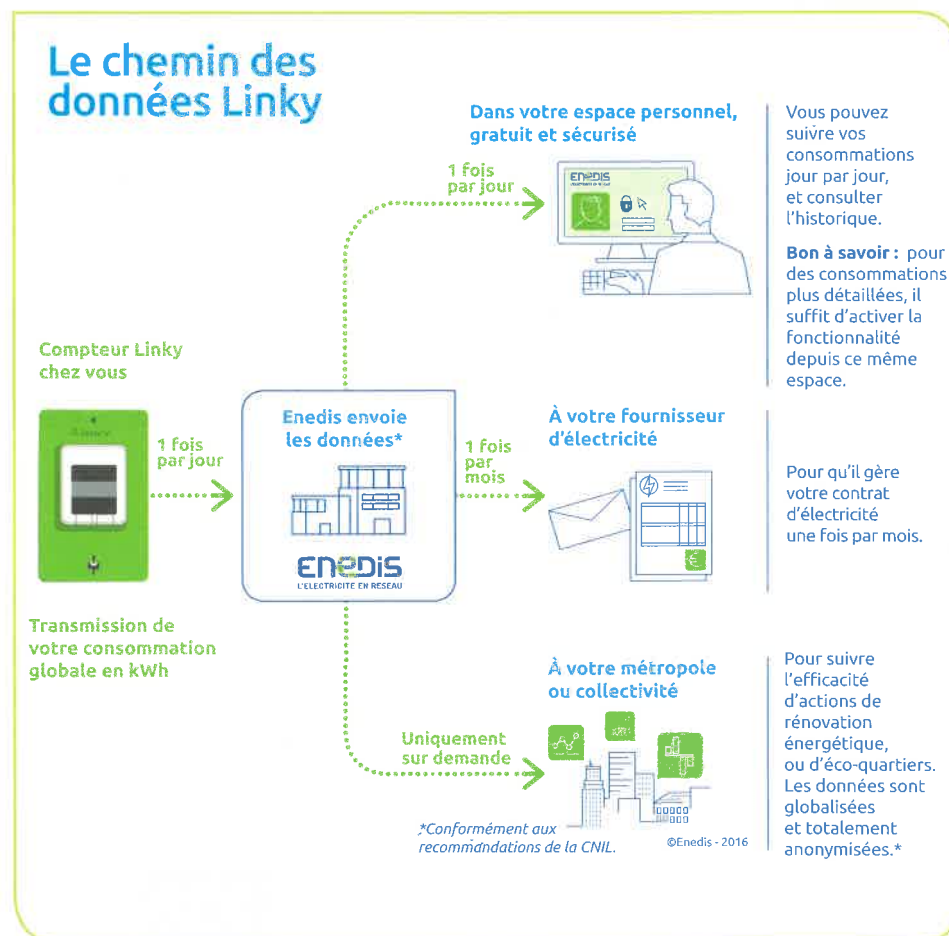 Le chemin des
données Linky
Dans votre espace personnel,
gratuit et sécurisé
1 fois
par jour
ENEDIS
Vous pouvez
suivre vos
consommations
jour par jour,
et consulter
l'historique.
Bon à savoir : pour
des consommations
plus détaillées, il
suffit d'activer la
fonctionnalité
depuis ce même
espace.
Compteur Linky
chez vous
1 fois
par jour
Enedis envoie
les données*
ENEDIS
L'ELECTRICITE EN RESEAU
1 fois
par
mois
À votre fournisseur
d'électricité
€
Pour qu'il gère
votre contrat
d'électricité
une fois par mois.
Transmission de
votre consommation
globale en kWh
Uniquement
sur demande
À votre métropole
ou collectivité
Pour suivre
l'efficacité
d'actions de
rénovation
énergétique,
ou d'éco-quartiers.
Les données sont
globalisées
et totalement
anonymisées.*
*Conformément aux
recommandations de la CNIL.
©Enedis - 2016